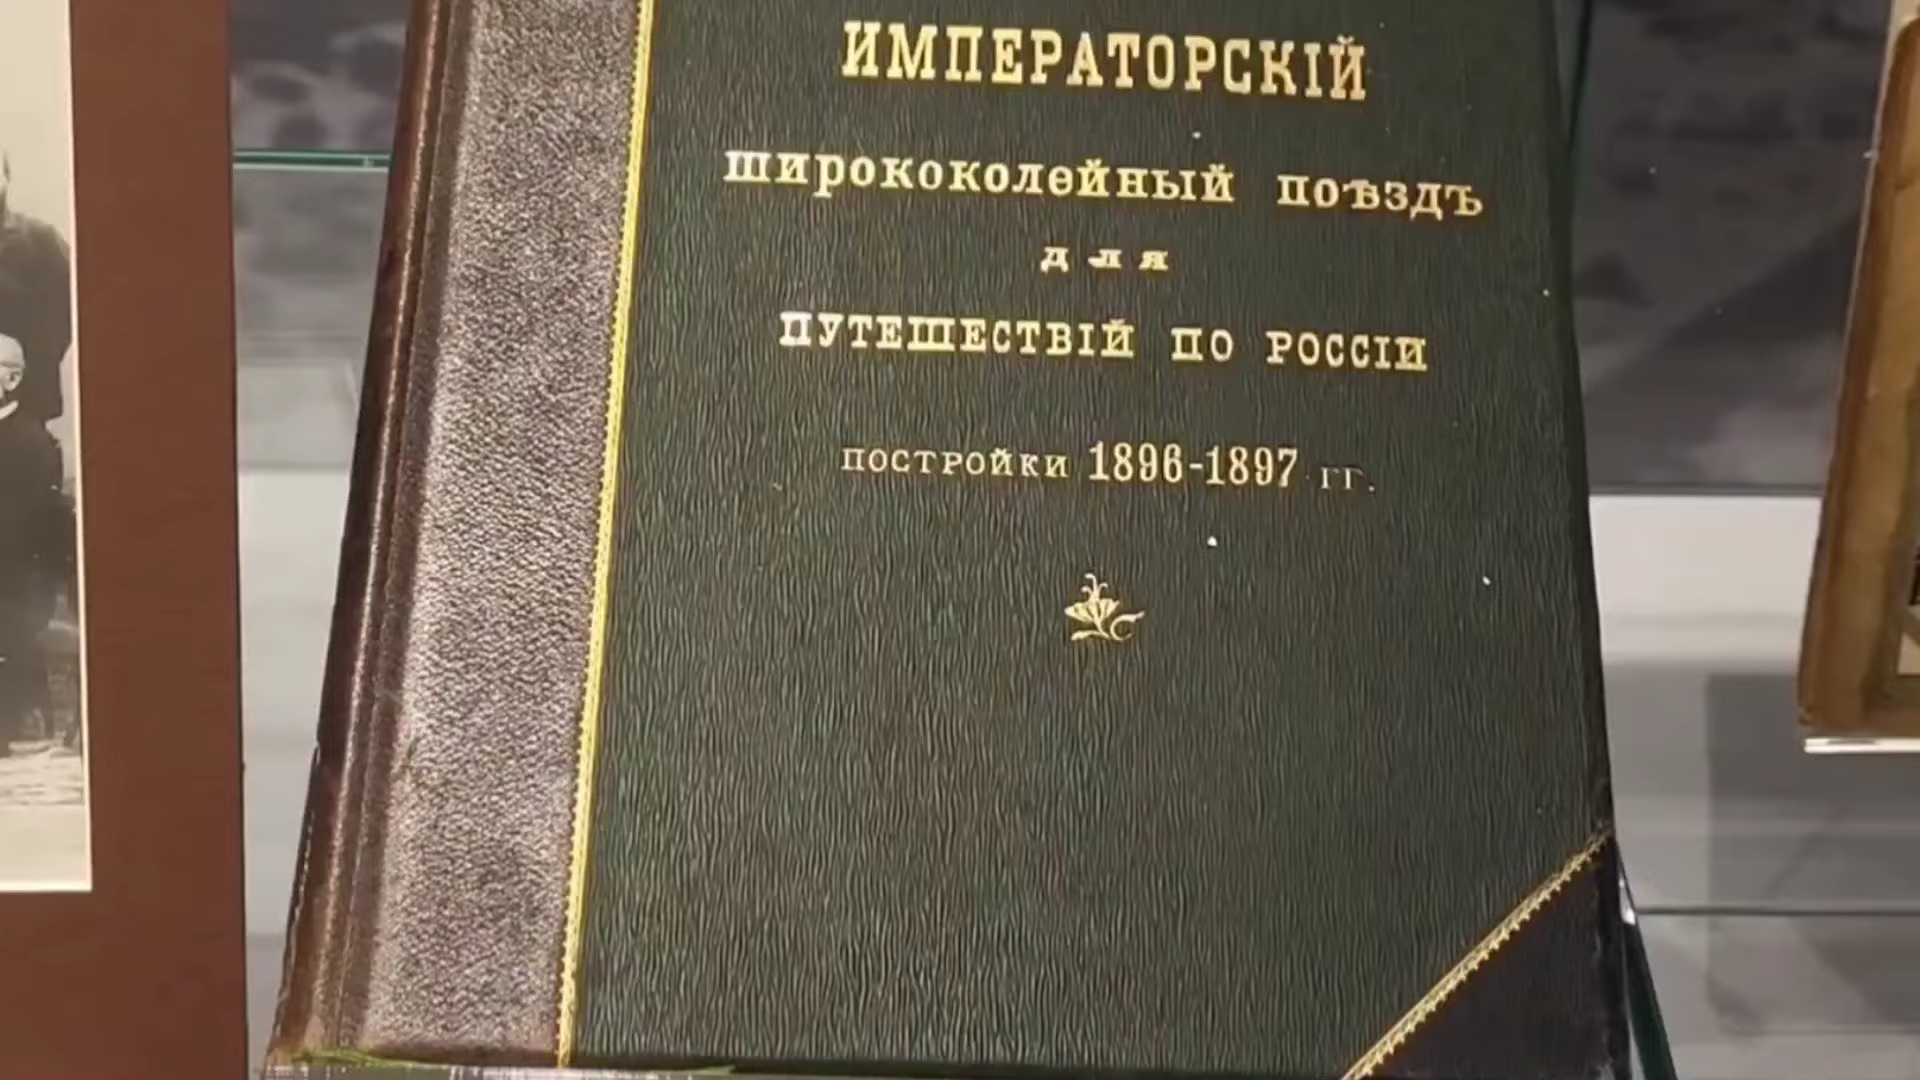 ИМПЕРАТОРСКІЙ
ширококолейный поѣздъ
для
ПУТЕШЕСТВІЙ ПО РОССІИ
постройки 1896-1897 гг.